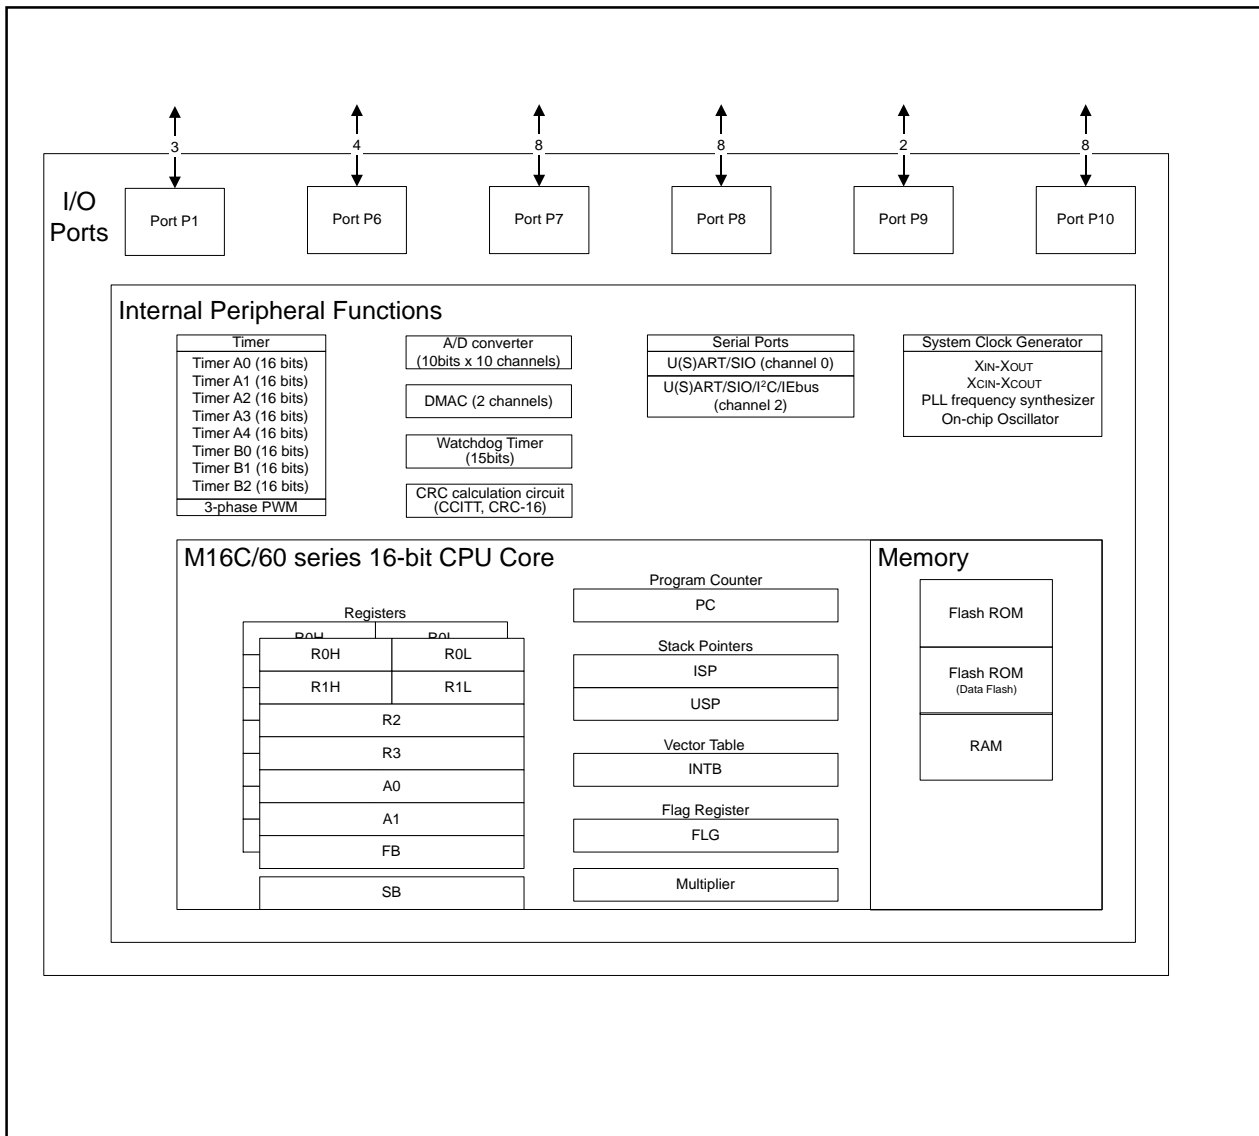 3
4
8
8
2
8
I/O
Ports
Port P1
Port P6
Port P7
Port P8
Port P9
Port P10
Internal Peripheral Functions
Timer
Timer A0 (16 bits)
Timer A1 (16 bits)
Timer A2 (16 bits)
Timer A3 (16 bits)
Timer A4 (16 bits)
Timer B0 (16 bits)
Timer B1 (16 bits)
Timer B2 (16 bits)
3-phase PWM
A/D converter
(10bits x 10 channels)
DMAC (2 channels)
Watchdog Timer
(15bits)
CRC calculation circuit
(CCITT, CRC-16)
Serial Ports
U(S)ART/SIO (channel 0)
U(S)ART/SIO/I²C/IEbus
(channel 2)
System Clock Generator
XIN-XOUT
XCIN-XCOUT
PLL frequency synthesizer
On-chip Oscillator
M16C/60 series 16-bit CPU Core
Registers
R0H
R0L
R0H
R0L
R1H
R1L
R2
R3
A0
A1
FB
SB
Program Counter
PC
Stack Pointers
ISP
USP
Vector Table
INTB
Flag Register
FLG
Multiplier
Memory
Flash ROM
Flash ROM
(Data Flash)
RAM